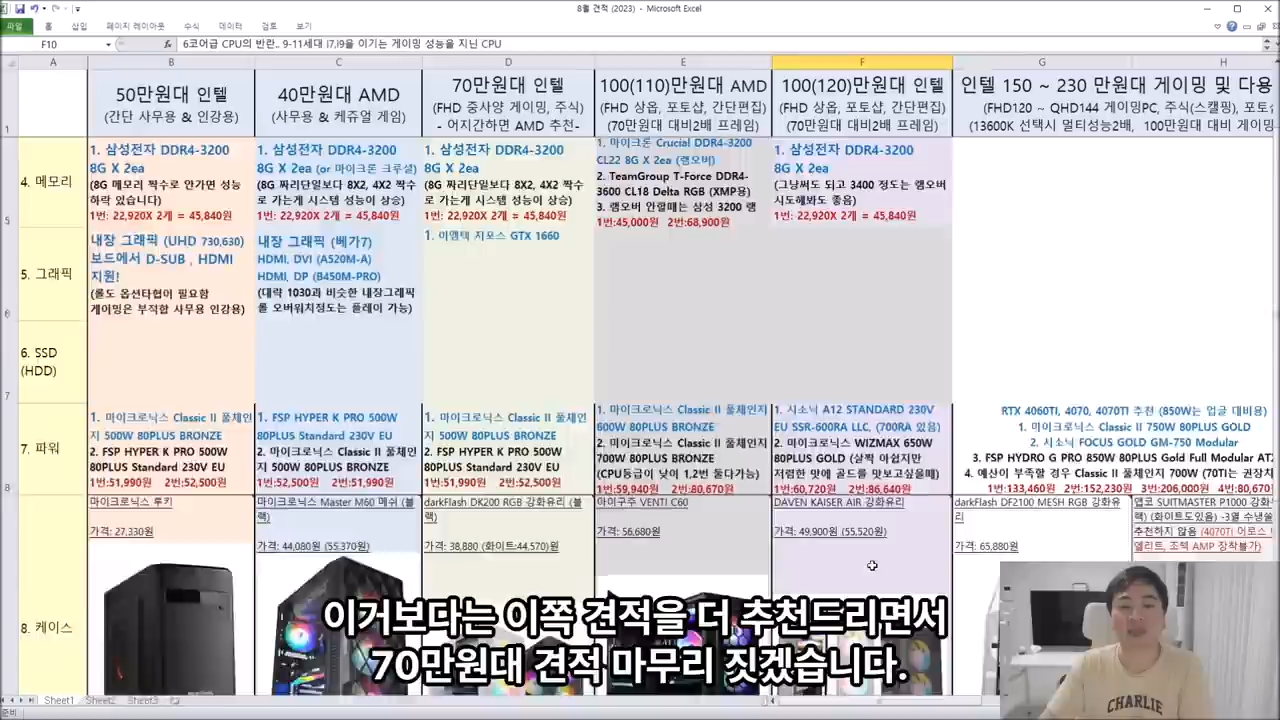 8월 견적 (2023) - Microsoft Excel
파일 홈 삽입 페이지 레이아웃 수식 데이터 검토 보기
F10 fx 6코어급 CPU의 반란.. 9-11세대 i7,i9을 이기는 게이밍 성능을 지닌 CPU
A B C D E F G H
1
50만원대 인텔
(간단 사무용 & 인강용)
40만원대 AMD
(사무용 & 케쥬얼 게임)
70만원대 인텔
(FHD 중사양 게이밍, 주식)
- 어지간하면 AMD 추천-
100(110)만원대 AMD
(FHD 상옵, 포토샵, 간단편집)
(70만원대 대비2배 프레임)
100(120)만원대 인텔
(FHD 상옵, 포토샵, 간단편집)
(70만원대 대비2배 프레임)
인텔 150 ~ 230 만원대 게이밍 및 다용
(FHD120 ~ QHD144 게이밍PC, 주식(스캘핑), 포토
(13600K 선택시 멀티성능2배, 100만원대 대비 게이밍
4. 메모리
5
1. 삼성전자 DDR4-3200
8G X 2ea
(8G 메모리 짝수로 안가면 성능
하락 있습니다)
1번: 22,920X 2개 = 45,840원
1. 삼성전자 DDR4-3200
8G X 2ea (or 마이크론 크루셜)
(8G 짜리단일보다 8X2, 4X2 짝수
로 가는게 시스템 성능이 상승)
1번: 22,920X 2개 = 45,840원
1. 삼성전자 DDR4-3200
8G X 2ea
(8G 짜리단일보다 8X2, 4X2 짝수
로 가는게 시스템 성능이 상승)
1번: 22,920X 2개 = 45,840원
1. 마이크론 Crucial DDR4-3200
CL22 8G X 2ea (램오버)
2. TEAMGroup T-Force DDR4-
3600 CL18 Delta RGB (XMP용)
3. 램오버 안할때는 삼성 3200 램
1번:45,000원 2번:68,900원
1. 삼성전자 DDR4-3200
8G X 2ea
(그냥써도 되고 3400 정도는 램오버
시도해봐도 좋음)
1번: 22,920X 2개 = 45,840원
5. 그래픽
6
내장 그래픽 (UHD 730,630)
보드에서 D-SUB , HDMI
지원!
(롤도 옵션타협이 필요함
게이밍은 부적합 사무용 인강용)
내장 그래픽 (베가7)
HDMI, DVI (A520M-A)
HDMI, DP (B450M-PRO)
(대략 1030과 비슷한 내장그래픽
롤 오버워치정도는 플레이 가능)
1. 이엠텍 지포스 GTX 1660
6. SSD
(HDD)
7
7. 파워
8
1. 마이크로닉스 Classic II 풀체인
지 500W 80PLUS BRONZE
2. FSP HYPER K PRO 500W
80PLUS Standard 230V EU
1번:51,990원 2번:52,500원
1. FSP HYPER K PRO 500W
80PLUS Standard 230V EU
2. 마이크로닉스 Classic II 풀체인
지 500W 80PLUS BRONZE
1번:52,500원 2번:51,990원
1. 마이크로닉스 Classic II 풀체인
지 500W 80PLUS BRONZE
2. FSP HYPER K PRO 500W
80PLUS Standard 230V EU
1번:51,990원 2번:52,500원
1. 마이크로닉스 Classic II 풀체인지
600W 80PLUS BRONZE
2. 마이크로닉스 Classic II 풀체인지
700W 80PLUS BRONZE
(CPU등급이 낮이 1,2번 둘다가능)
1번:59,940원 2번:80,670원
1. 시소닉 A12 STANDARD 230V
EU SSR-600RA LLC, (700RA 있음)
2. 마이크로닉스 WIZMAX 650W
80PLUS GOLD (살짝 아쉽지만
저렴한 맛에 골드를 맛보고싶을때)
1번:60,720원 2번:86,640원
RTX 4060TI, 4070, 4070TI 추천 (850W는 업글 대비용)
1. 마이크로닉스 Classic II 750W 80PLUS GOLD
2. 시소닉 FOCUS GOLD GM-750 Modular
3. FSP HYDRO G PRO 850W 80PLUS Gold Full Modular ATX
4. 예산이 부족할 경우 Classic II 풀체인지 700W (70TI는 권장치
1번:133,460원 2번:152,230원 3번:206,000원 4번:80,670원
8. 케이스
마이크로닉스 루키
가격: 27,330원
마이크로닉스 Master M60 메쉬 (블
랙)
가격: 44,080원 (55,370원)
darkFlash DK200 RGB 강화유리 (블
랙)
가격: 38,880 (화이트:44,570원)
마이구주 VENTI C60
가격: 56,680원
DAVEN KAISER AIR 강화유리
가격: 49,900원 (55,520원)
darkFlash DF2100 MESH RGB 강화유
리
가격: 65,880원
앱코 SUITMASTER P1000 강화
랙) (화이트도있음) -3열 수냉쏠
추천하지 않음 (4070TI 어로스
엘리트, 조텍 AMP 장착불가)
이거보다는 이쪽 견적을 더 추천드리면서
70만원대 견적 마무리 짓겠습니다.
CHARLIE
Sheet1 Sheet2 Sheet3
준비